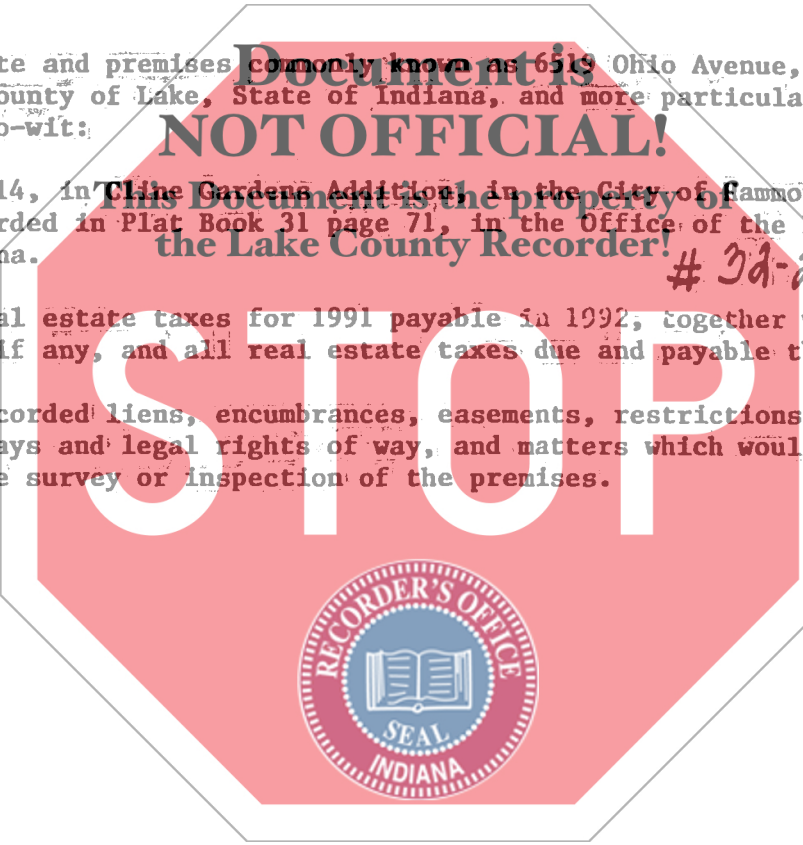 te and premises commonly known as 6519 Ohio Avenue,
ounty of Lake, State of Indiana, and more particula
o-wit:
14, in Cline Gardens Addition, in the City of Hammo
rded in Plat Book 31 page 71, in the Office of the
na.
# 32-2
al estate taxes for 1991 payable in 1992, together
if any, and all real estate taxes due and payable t
corded liens, encumbrances, easements, restrictions
ays and legal rights of way, and matters which woul
e survey or inspection of the premises.
Document is
NOT OFFICIAL!
This Document is the property of
the Lake County Recorder!
STOP
RECORDER'S OFFICE
SEAL
INDIANA